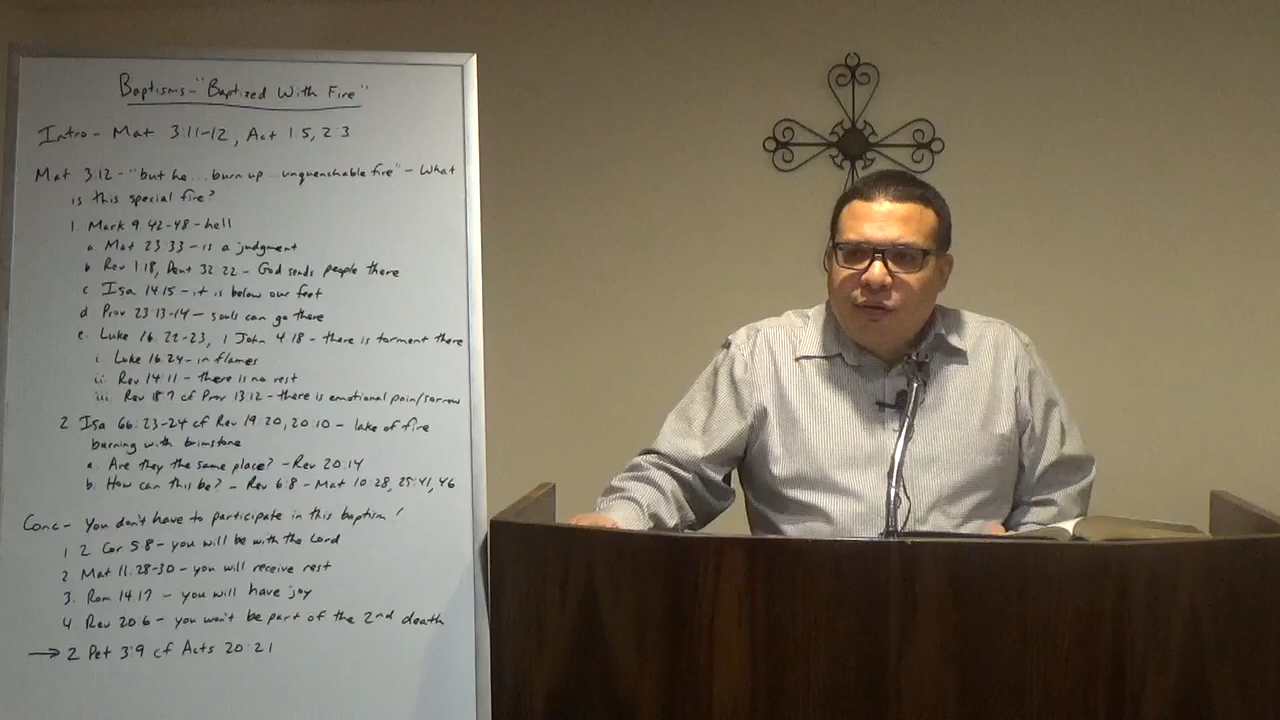 Baptisms - "Baptized With Fire"
Intro - Mat 3:11-12, Act 1:5, 2:3
Mat 3:12 - "but he... burn up... unquenchable fire" - What
is this special fire?
1. Mark 9:42-48 - hell
a. Mat 23:33 - is a judgment
b. Rev 1:18, Deut 32:22 - God sends people there
c. Isa 14:15 - it is below our feet
d. Prov 23:13-14 - souls can go there
e. Luke 16:22-23, 1 John 4:18 - there is torment there
i. Luke 16:24 - in flames
ii. Rev 14:11 - there is no rest
iii. Rev 18:7 cf Prov 13:12 - there is emotional pain/sorrow
2. Isa 66:23-24 cf Rev 19:20, 20:10 - lake of fire
burning with brimstone
a. Are they the same place? - Rev 20:14
b. How can this be? - Rev 6:8 - Mat 10:28, 25:41, 46
Conc - you don't have to participate in this baptism!
1. 2 Cor 5:8 - you will be with the Lord
2. Mat 11:28-30 - you will receive rest
3. Rom 14:17 - you will have joy
4. Rev 20:6 - you won't be part of the 2nd death
→ 2 Pet 3:9 cf Acts 20:21